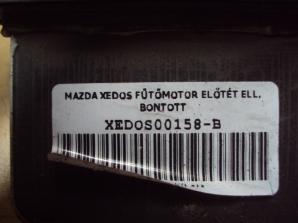 MAZDA XEDOS FŰTŐMOTOR ELŐTÉT ELL,
BONTOTT
XEDOS00158-B